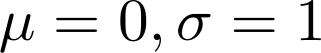 μ = 0, σ = 1